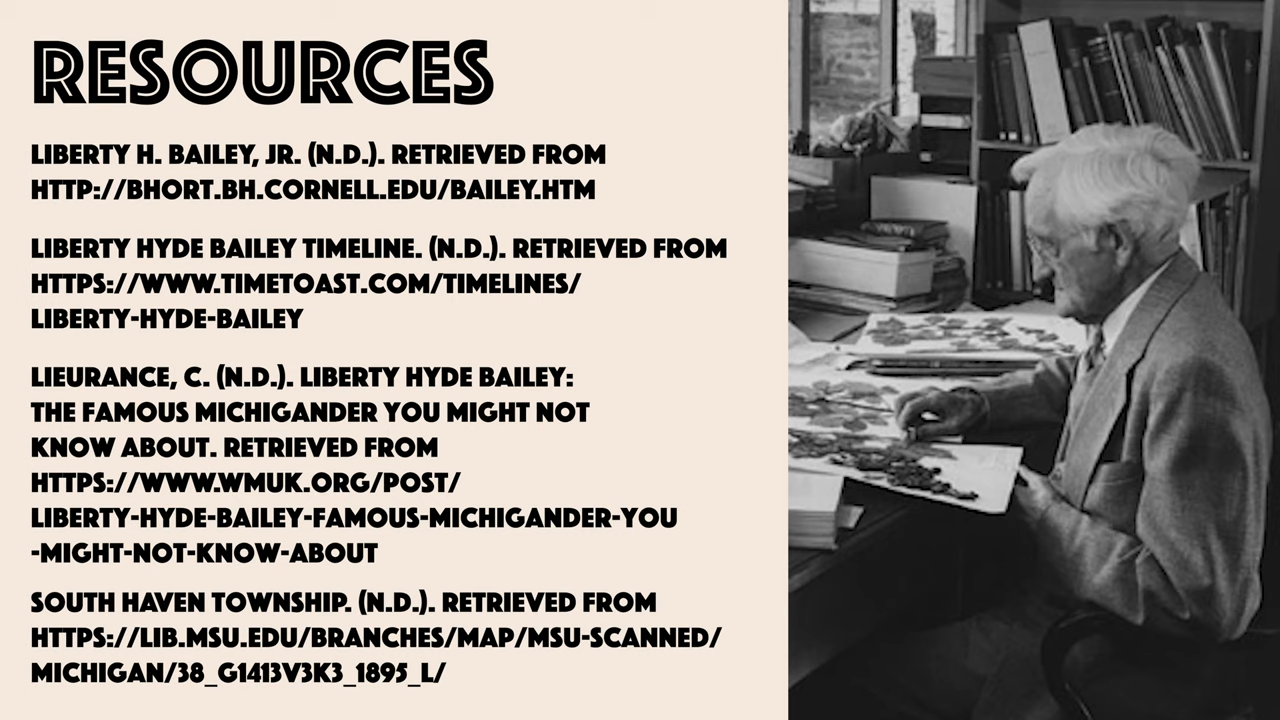 RESOURCES
LIBERTY H. BAILEY, JR. (N.D.). RETRIEVED FROM
HTTP://BHORT.BH.CORNELL.EDU/BAILEY.HTM
LIBERTY HYDE BAILEY TIMELINE. (N.D.). RETRIEVED FROM
HTTPS://WWW.TIMETOAST.COM/TIMELINES/
LIBERTY-HYDE-BAILEY
LIEURANCE, C. (N.D.). LIBERTY HYDE BAILEY:
THE FAMOUS MICHIGANDER YOU MIGHT NOT
KNOW ABOUT. RETRIEVED FROM
HTTPS://WWW.WMUK.ORG/POST/
LIBERTY-HYDE-BAILEY-FAMOUS-MICHIGANDER-YOU
-MIGHT-NOT-KNOW-ABOUT
SOUTH HAVEN TOWNSHIP. (N.D.). RETRIEVED FROM
HTTPS://LIB.MSU.EDU/BRANCHES/MAP/MSU-SCANNED/
MICHIGAN/38_G1413V3K3_1895_L/